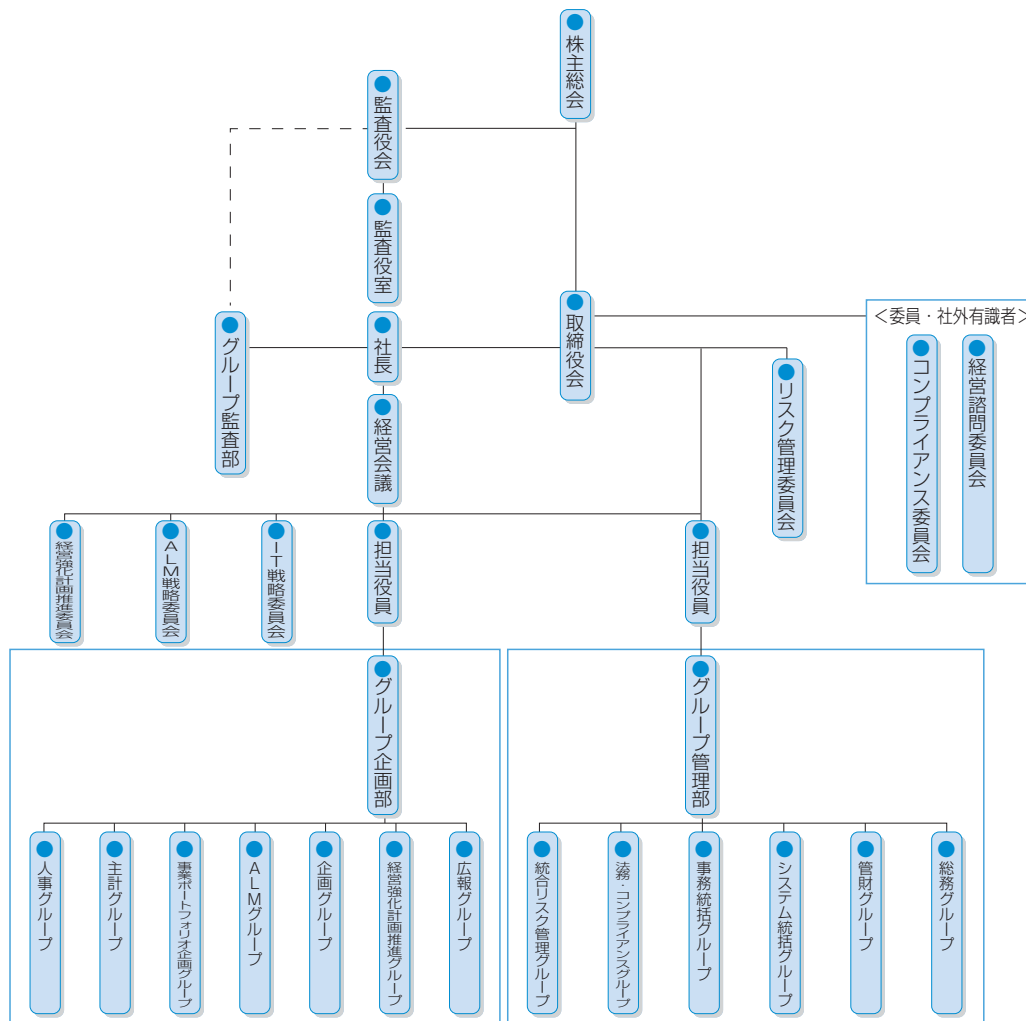 株主総会
監査役会
監査役室
取締役会
<委員・社外有識者>
グループ監査部
社長
経営会議
リスク管理委員会
コンプライアンス委員会
経営諮問委員会
経営強化計画推進委員会
ALM戦略委員会
IT戦略委員会
担当役員
担当役員
グループ企画部
グループ管理部
人事グループ
主計グループ
事業ポートフォリオ企画グループ
ALMグループ
企画グループ
経営強化計画推進グループ
広報グループ
統合リスク管理グループ
法務・コンプライアンスグループ
事務統括グループ
システム統括グループ
管財グループ
総務グループ